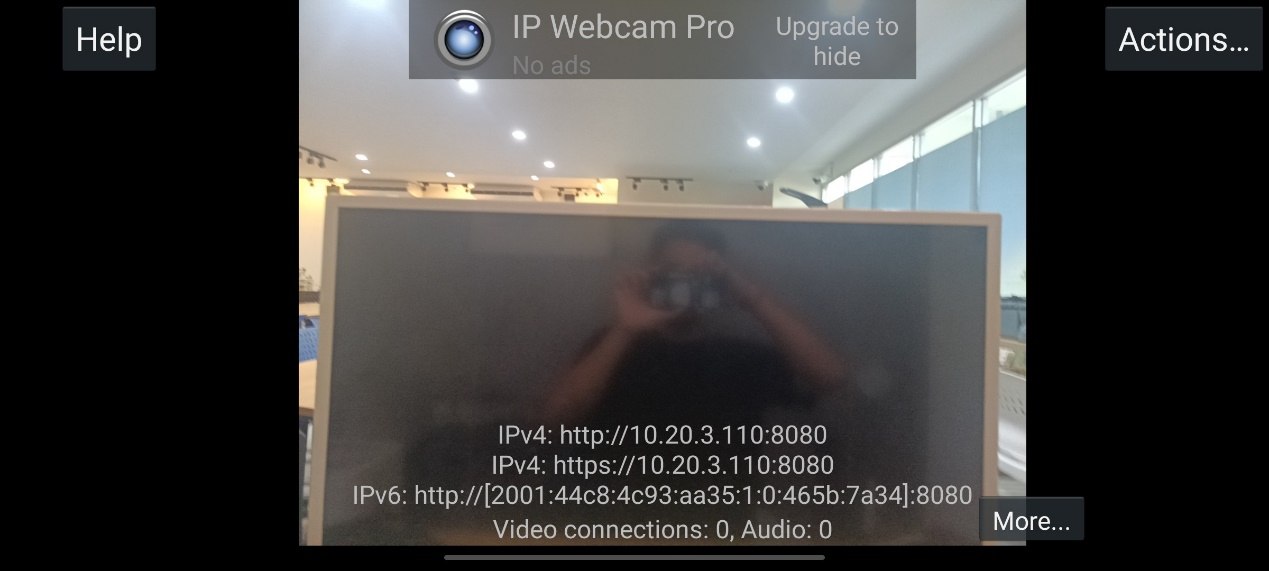 Help
IP Webcam Pro
No ads
Upgrade to
hide
Actions...
IPv4: http://10.20.3.110:8080
IPv4: https://10.20.3.110:8080
IPv6: http://[2001:44c8:4c93:aa35:1:0:465b:7a34]:8080
Video connections: 0, Audio: 0
More...